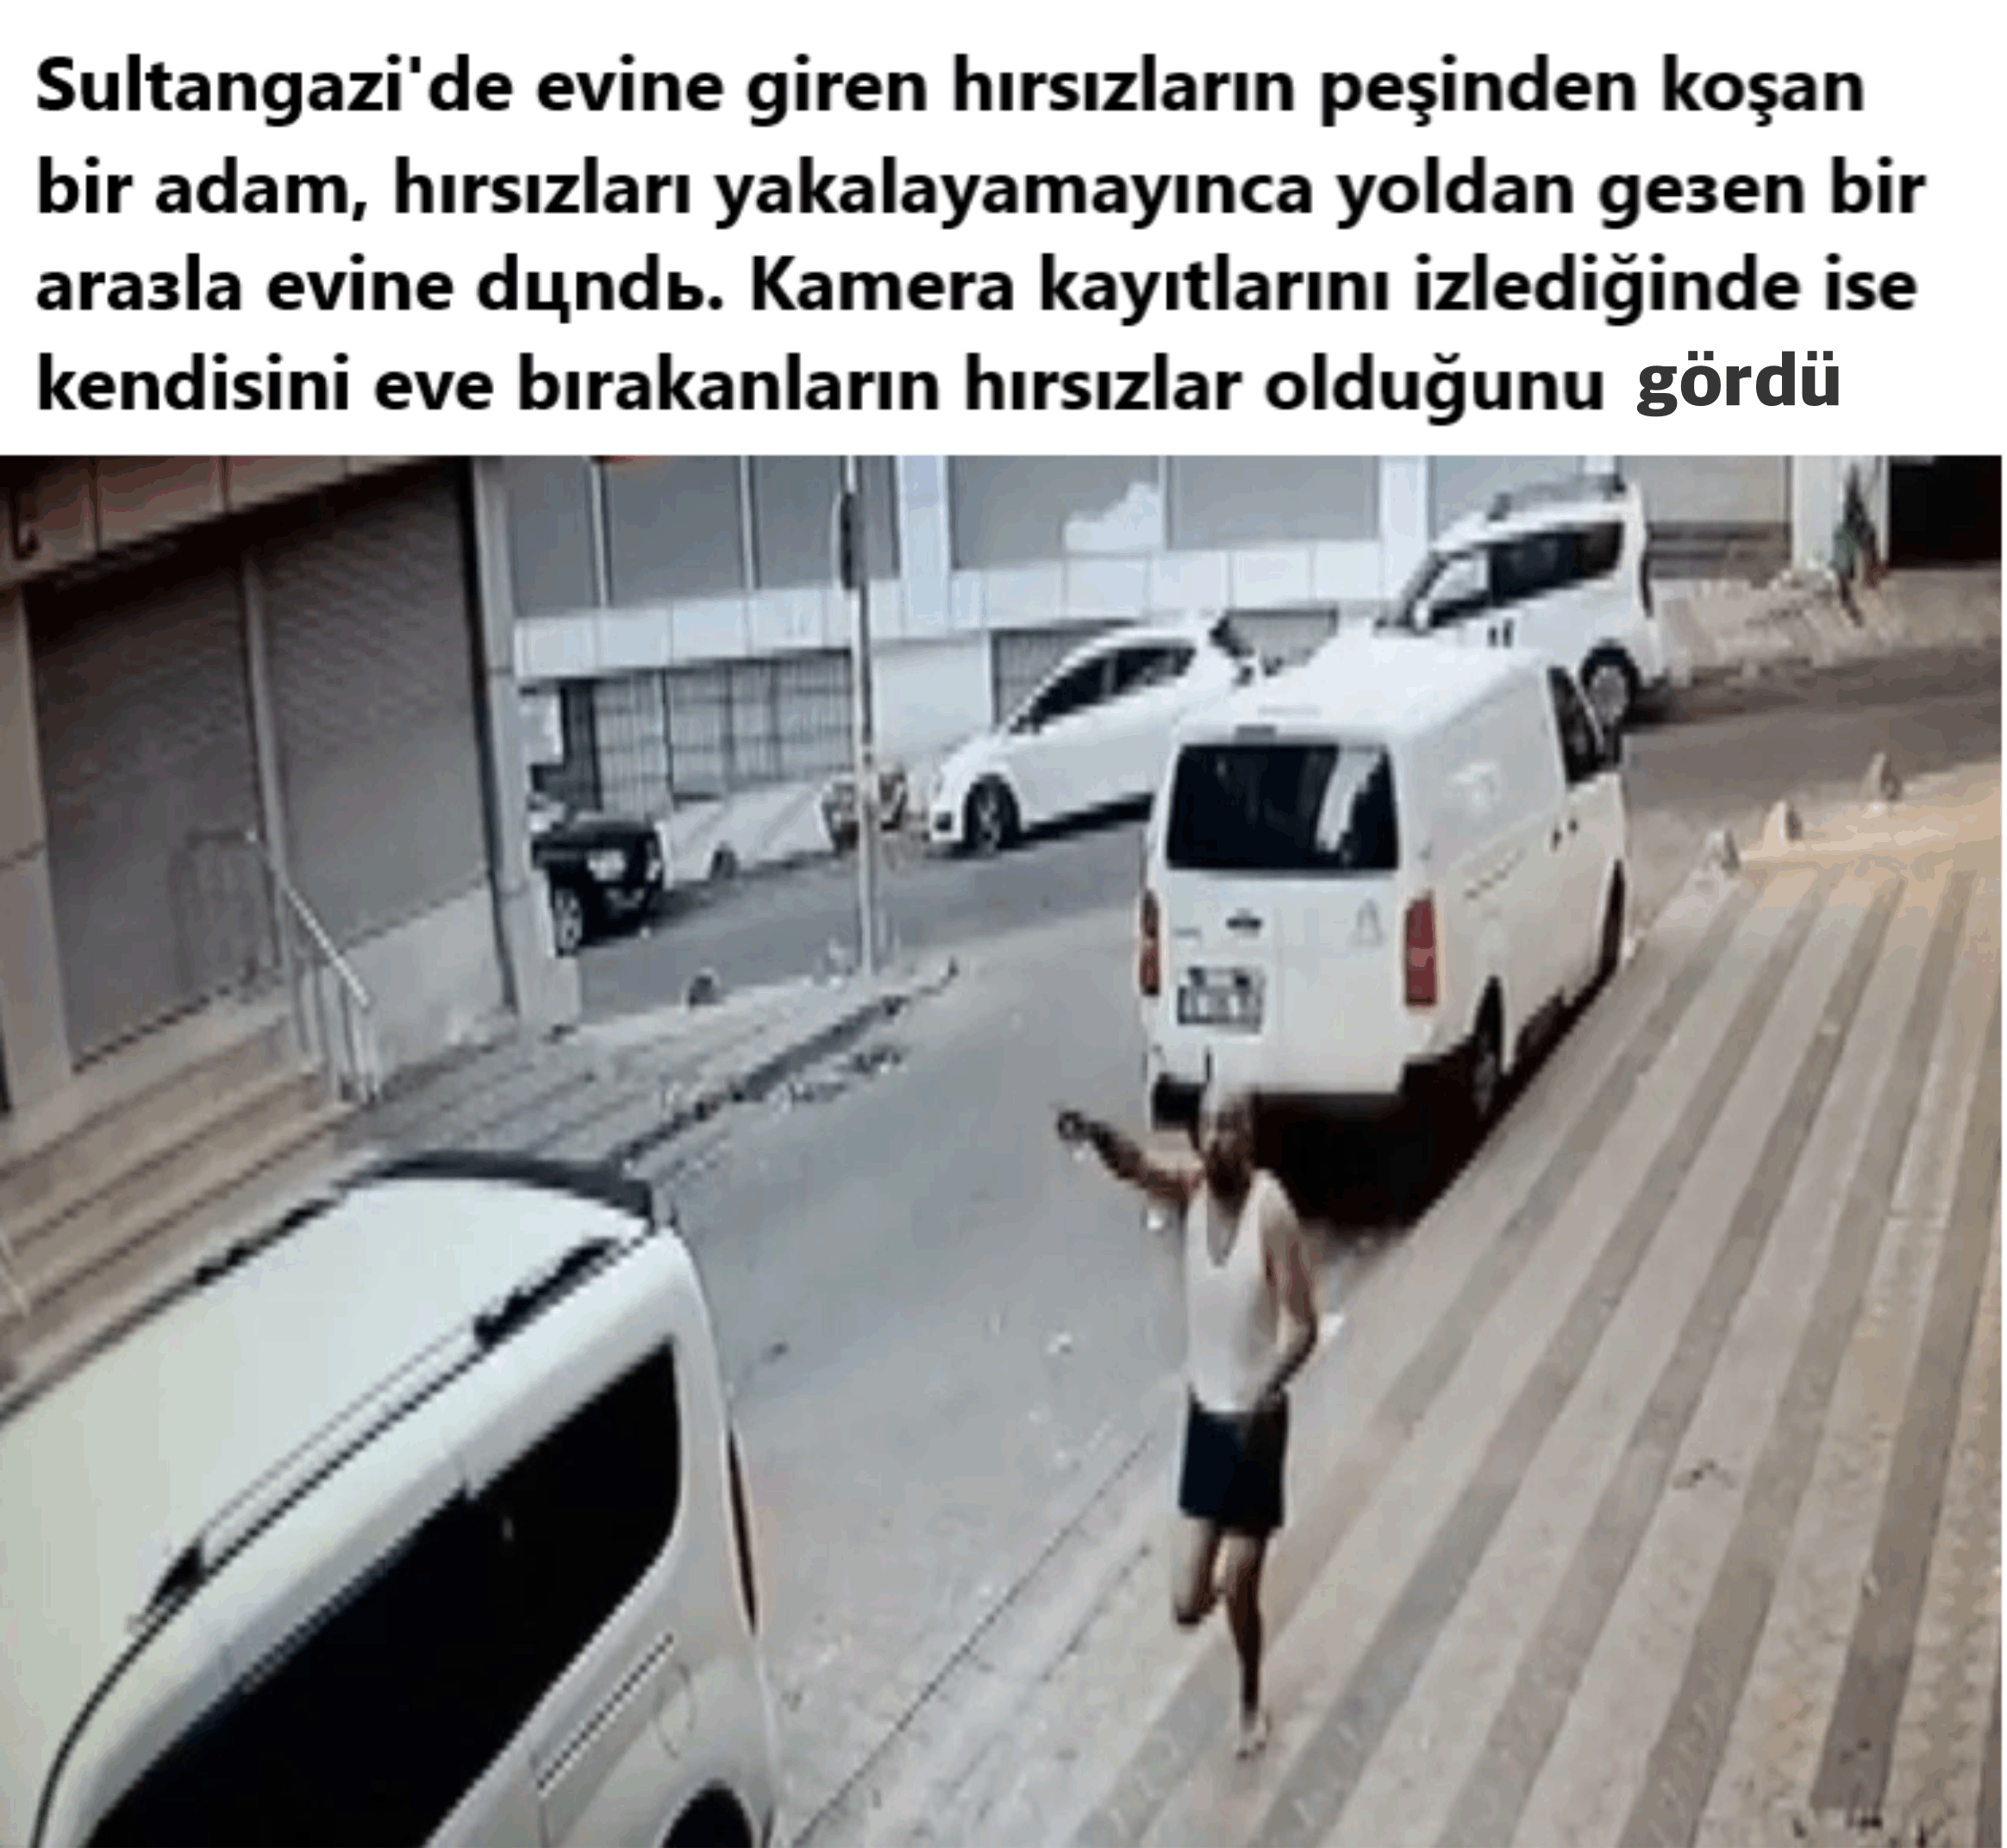 Sultangazi'de evine giren hırsızların peşinden koşan
bir adam, hırsızları yakalayamayınca yoldan geзen bir
araзla evine dцndь. Kamera kayıtlarını izlediğinde ise
kendisini eve bırakanların hırsızlar olduğunu gördü